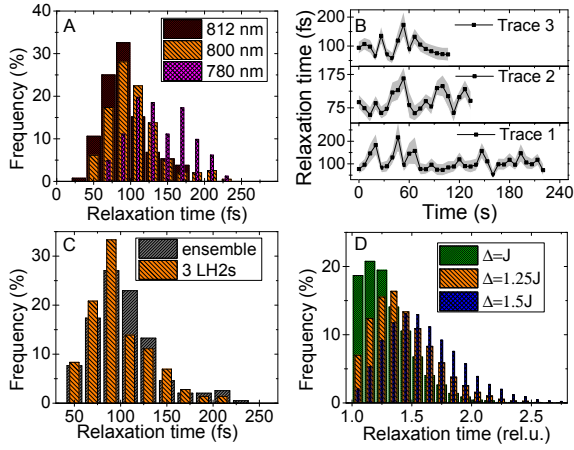 A
812 nm
800 nm
780 nm
Frequency (%)
40
30
20
10
0
0 50 100 150 200 250
Relaxation time (fs)
B
Trace 3
Trace 2
Trace 1
Relaxation time (fs)
200
100
175
75
200
100
0 60 120 180 240
Time (s)
C
ensemble
3 LH2s
Frequency (%)
30
20
10
0
50 100 150 200 250
Relaxation time (fs)
D
Δ=J
Δ=1.25J
Δ=1.5J
Frequency (%)
20
15
10
5
0
1.0 1.5 2.0 2.5
Relaxation time (rel.u.)